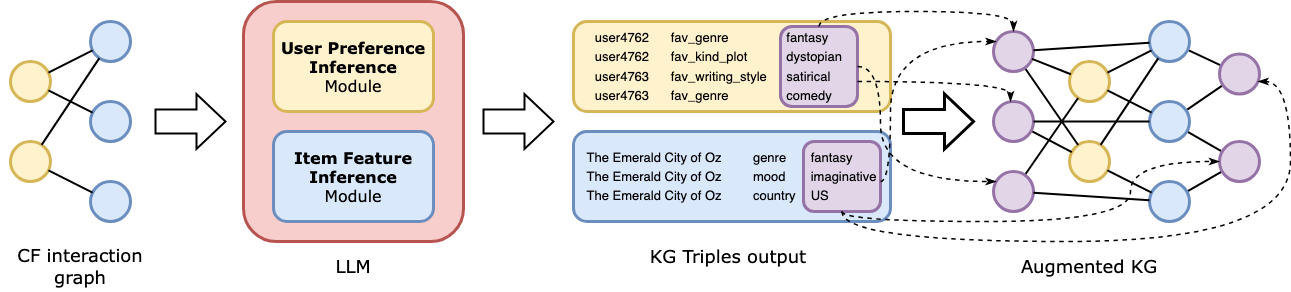 CF interaction
graph
User Preference
Inference
Module
Item Feature
Inference
Module
LLM
user4762 fav_genre fantasy
user4762 fav_kind_plot dystopian
user4763 fav_writing_style satirical
user4763 fav_genre comedy
The Emerald City of Oz genre fantasy
The Emerald City of Oz mood imaginative
The Emerald City of Oz country US
KG Triples output
Augmented KG